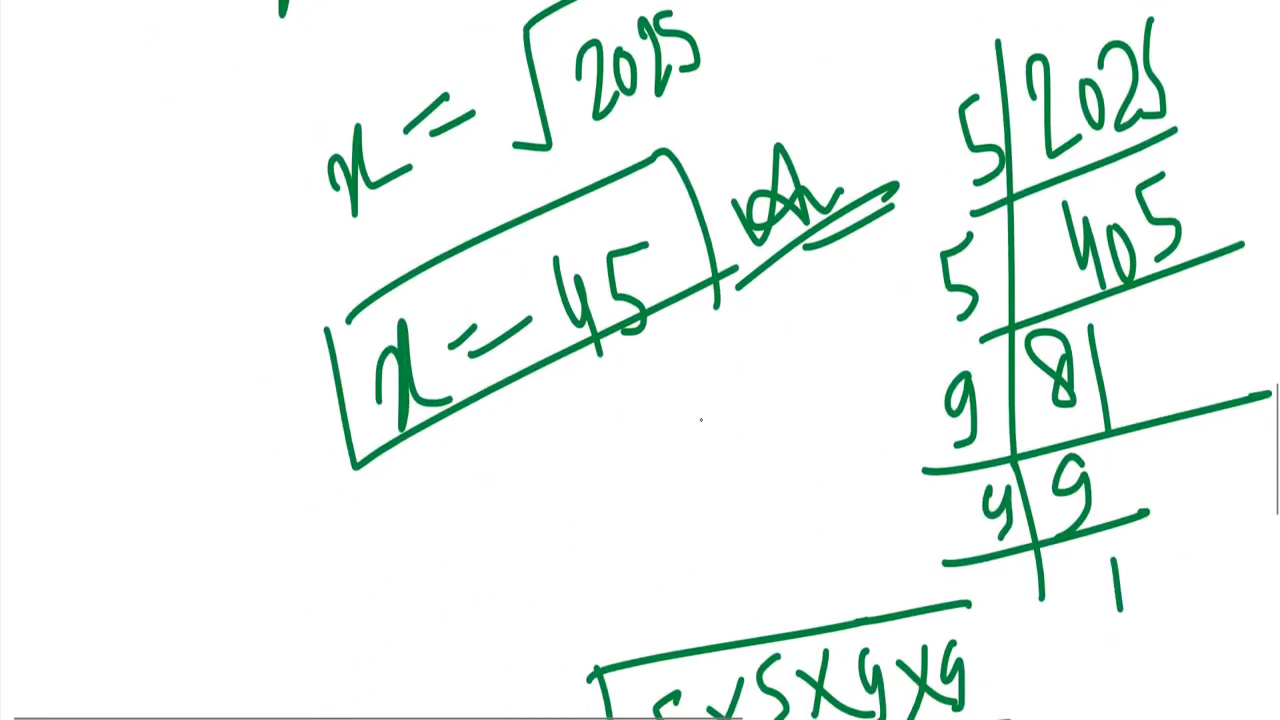 x = √2025
x = 45 Ans
5 | 2025
5 | 405
9 | 81
9 | 9
1
√5×5×9×9